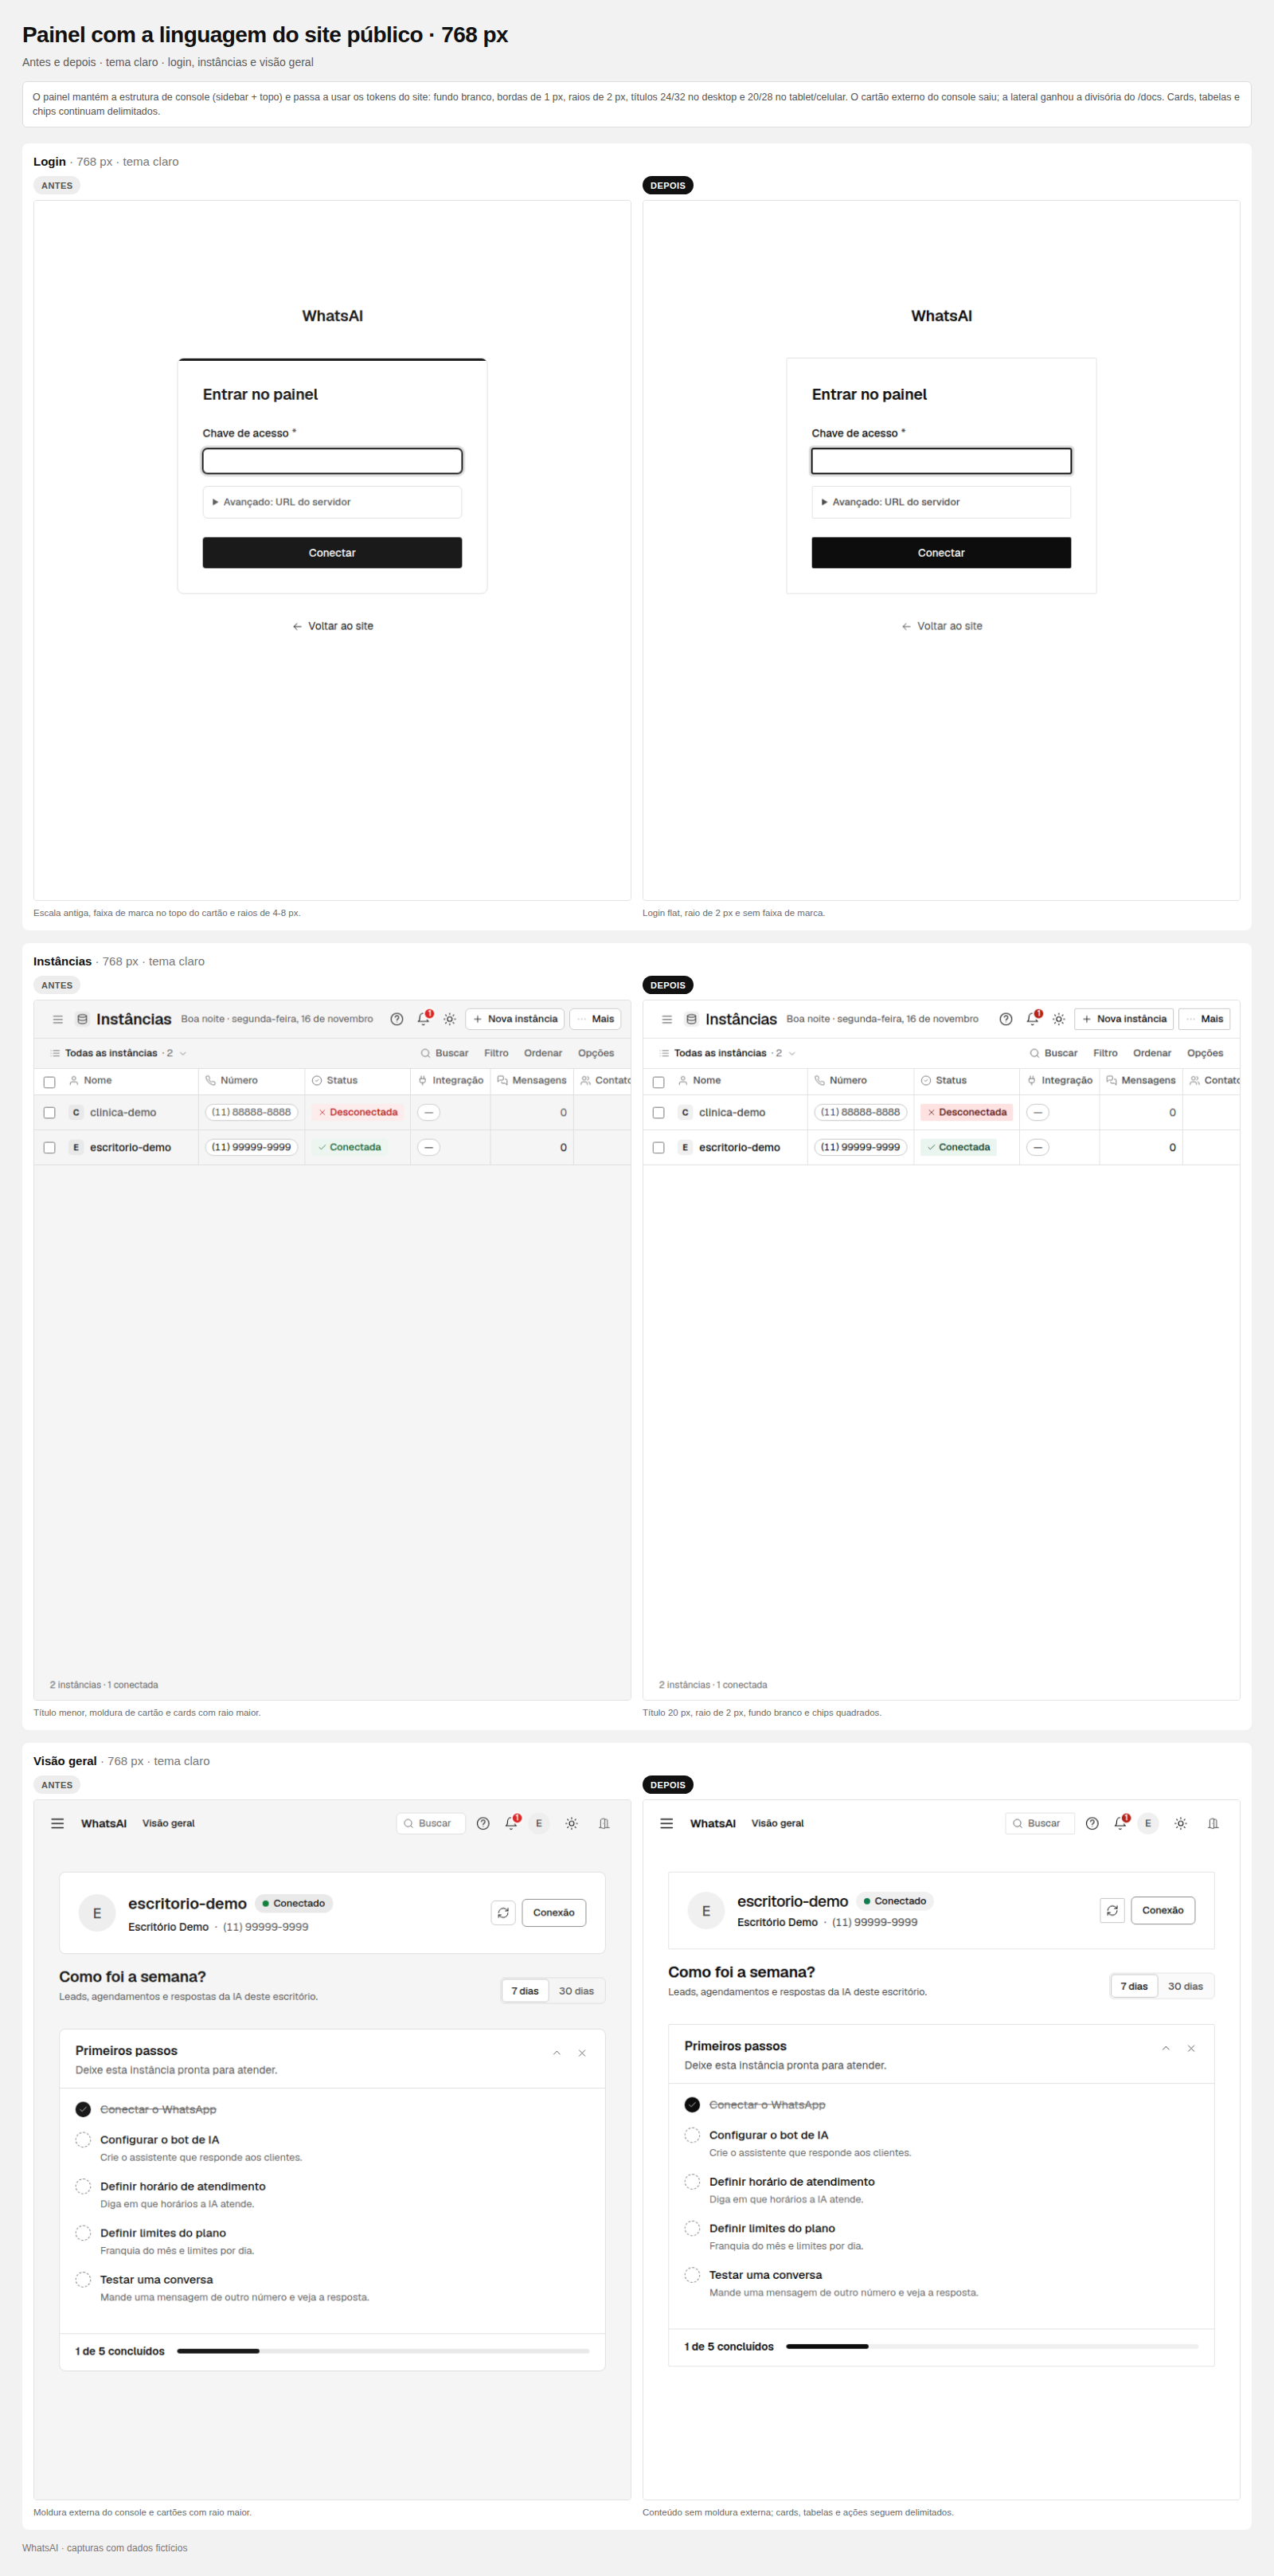 Painel com a linguagem do site público · 768 px
Antes e depois · tema claro · login, instâncias e visão geral
O painel mantém a estrutura de console (sidebar + topo) e passa a usar os tokens do site: fundo branco, bordas de 1 px, raios de 2 px, títulos 24/32 no desktop e 20/28 no tablet/celular. O cartão externo do console saiu; a lateral ganhou a divisória do /docs. Cards, tabelas e
chips continuam delimitados.
Login · 768 px · tema claro
ANTES
WhatsAI
Entrar no painel
Chave de acesso *
Avançado: URL do servidor
Conectar
Voltar ao site
Escala antiga, faixa de marca no topo do cartão e raios de 4-8 px.
DEPOIS
WhatsAI
Entrar no painel
Chave de acesso *
Avançado: URL do servidor
Conectar
Voltar ao site
Login flat, raio de 2 px e sem faixa de marca.
Instâncias · 768 px · tema claro
ANTES
Instâncias Boa noite · segunda-feira, 16 de novembro 1 Nova instância Mais
Todas as instâncias · 2 Buscar Filtro Ordenar Opções
Nome Número Status Integração Mensagens Contato
C clinica-demo (11) 88888-8888 Desconectada — 0
E escritorio-demo (11) 99999-9999 Conectada — 0
2 instâncias · 1 conectada
Título menor, moldura de cartão e cards com raio maior.
DEPOIS
Instâncias Boa noite · segunda-feira, 16 de novembro 1 Nova instância Mais
Todas as instâncias · 2 Buscar Filtro Ordenar Opções
Nome Número Status Integração Mensagens Contato
C clinica-demo (11) 88888-8888 Desconectada — 0
E escritorio-demo (11) 99999-9999 Conectada — 0
2 instâncias · 1 conectada
Título 20 px, raio de 2 px, fundo branco e chips quadrados.
Visão geral · 768 px · tema claro
ANTES
WhatsAI Visão geral Buscar 1 E
E escritorio-demo Conectado Conexão
Escritório Demo · (11) 99999-9999
Como foi a semana?
Leads, agendamentos e respostas da IA deste escritório.
7 dias 30 dias
Primeiros passos
Deixe esta instância pronta para atender.
Conectar o WhatsApp
Configurar o bot de IA
Crie o assistente que responde aos clientes.
Definir horário de atendimento
Diga em que horários a IA atende.
Definir limites do plano
Franquia do mês e limites por dia.
Testar uma conversa
Mande uma mensagem de outro número e veja a resposta.
1 de 5 concluídos
Moldura externa do console e cartões com raio maior.
DEPOIS
WhatsAI Visão geral Buscar 1 E
E escritorio-demo Conectado Conexão
Escritório Demo · (11) 99999-9999
Como foi a semana?
Leads, agendamentos e respostas da IA deste escritório.
7 dias 30 dias
Primeiros passos
Deixe esta instância pronta para atender.
Conectar o WhatsApp
Configurar o bot de IA
Crie o assistente que responde aos clientes.
Definir horário de atendimento
Diga em que horários a IA atende.
Definir limites do plano
Franquia do mês e limites por dia.
Testar uma conversa
Mande uma mensagem de outro número e veja a resposta.
1 de 5 concluídos
Conteúdo sem moldura externa; cards, tabelas e ações seguem delimitados.
WhatsAI · capturas com dados fictícios